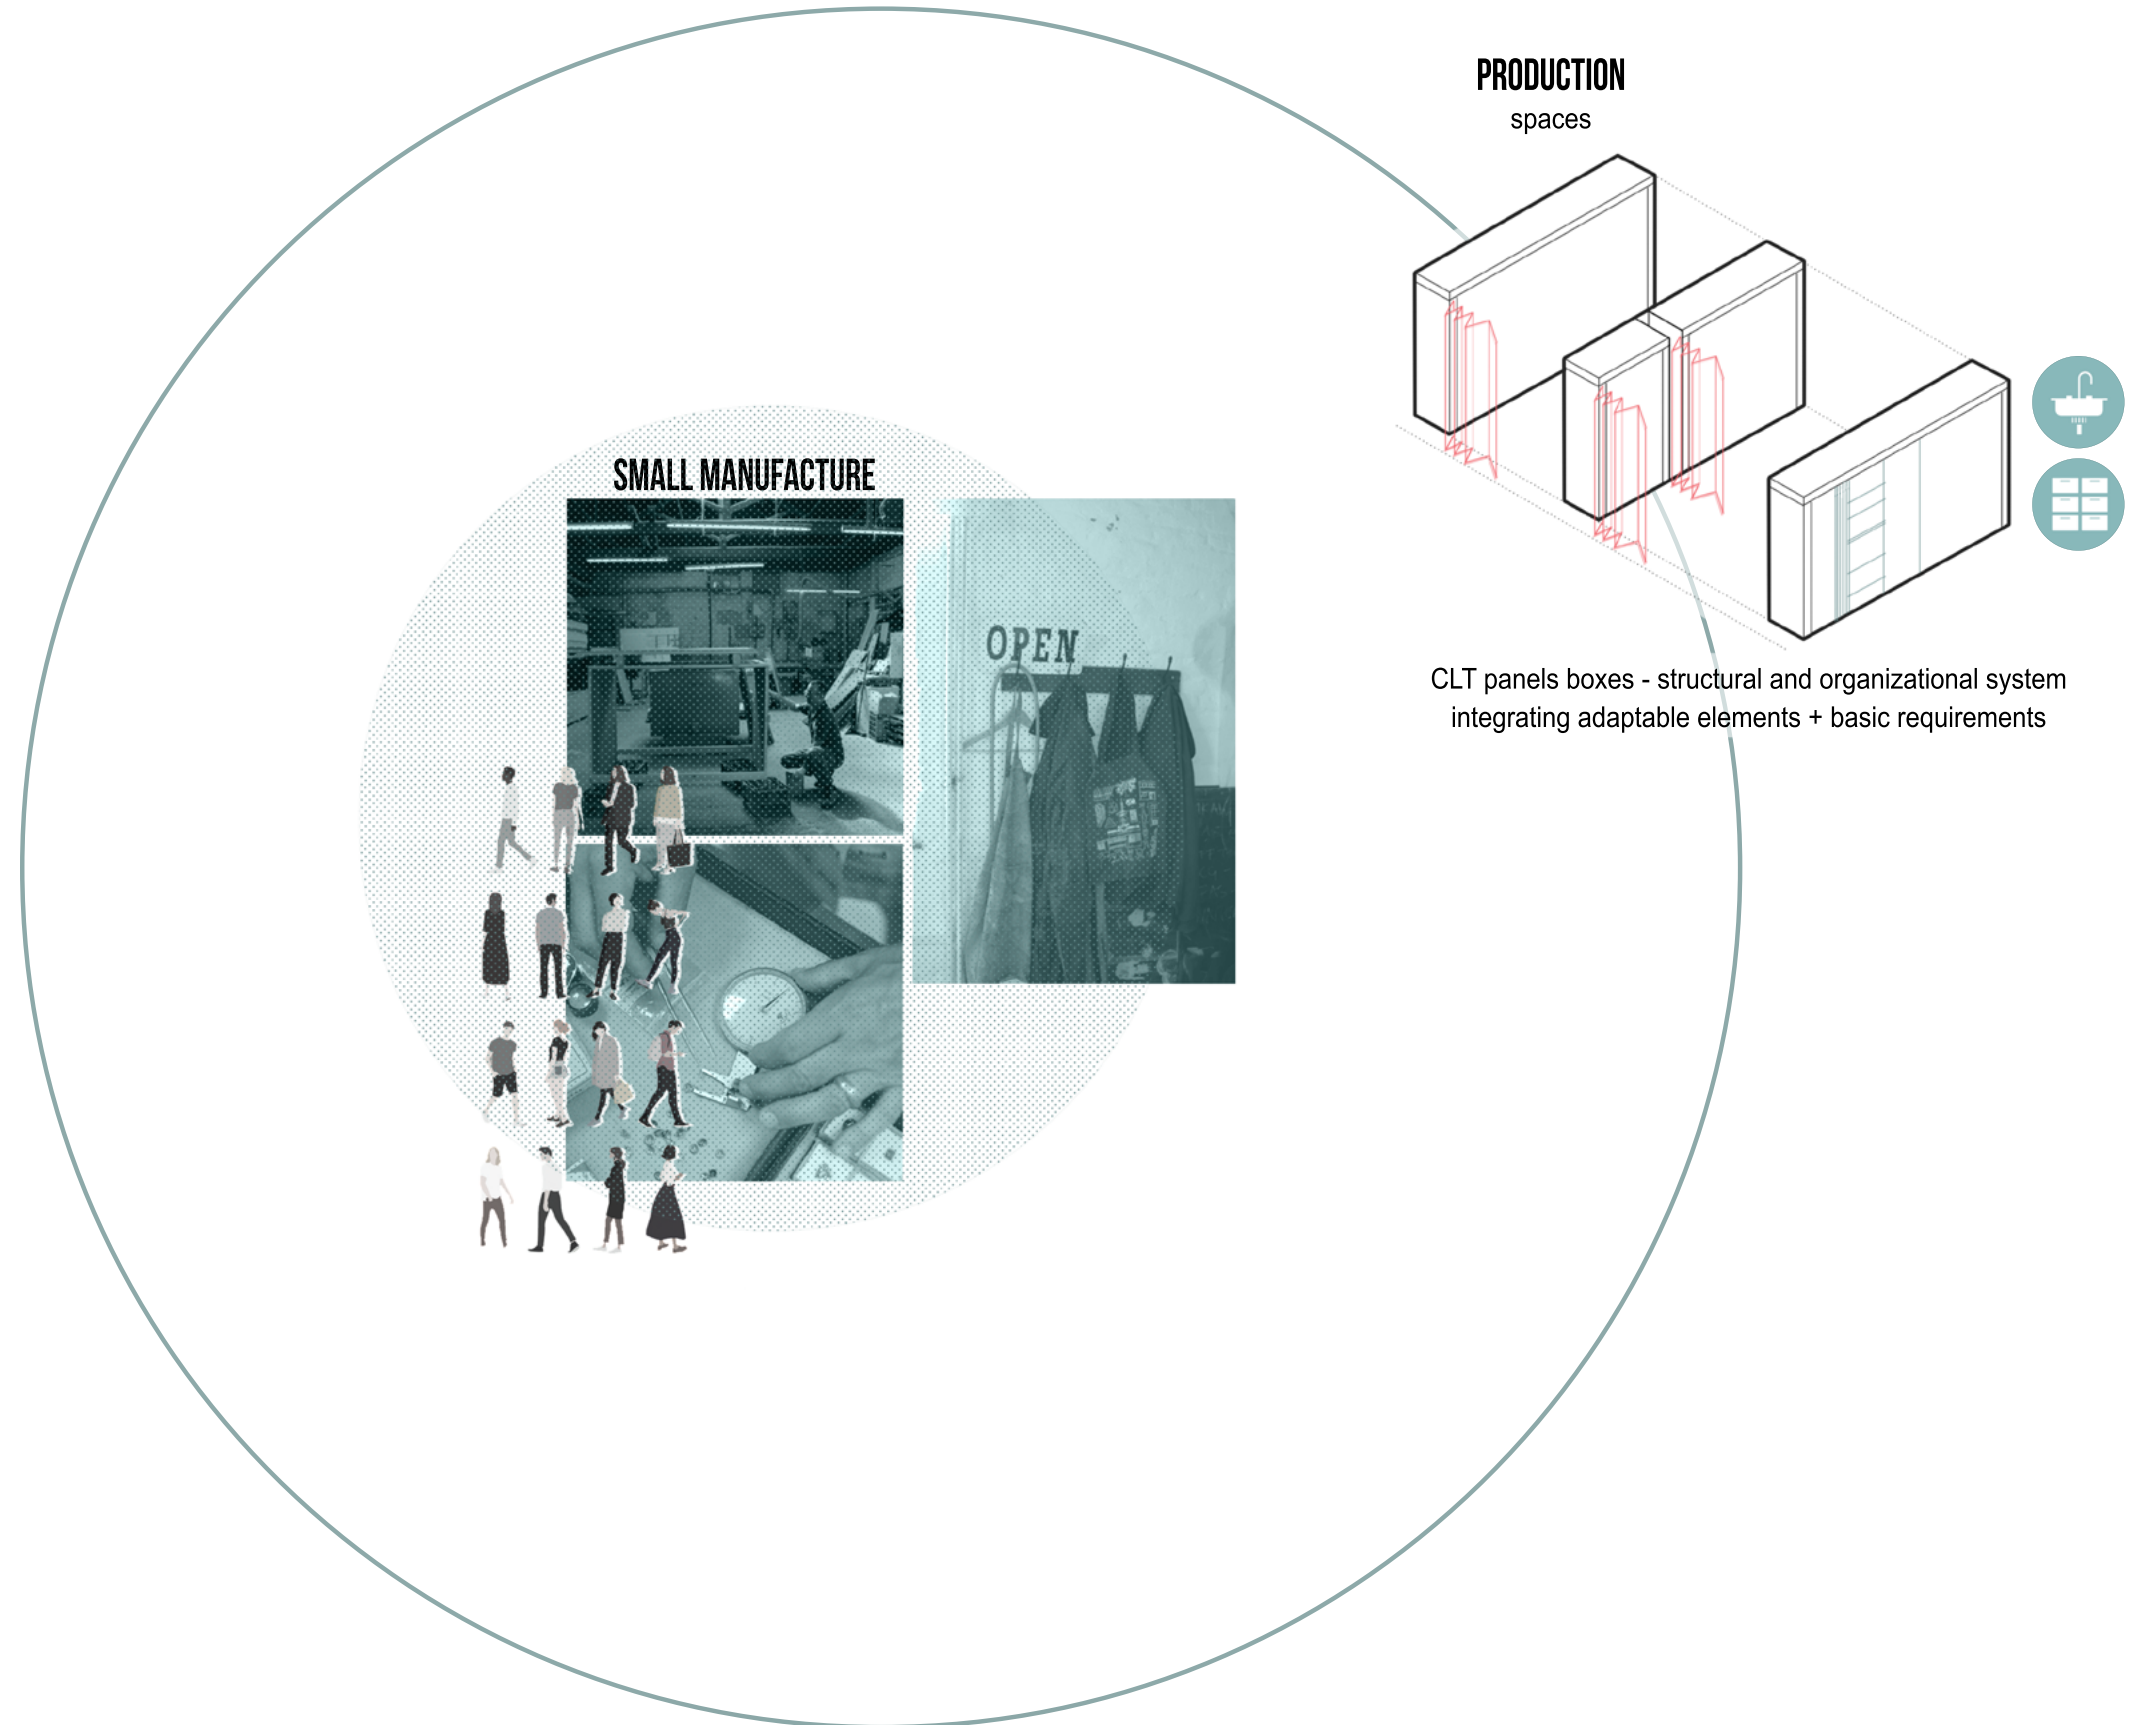 PRODUCTION
spaces
SMALL MANUFACTURE
OPEN
CLT panels boxes - structural and organizational system
integrating adaptable elements + basic requirements